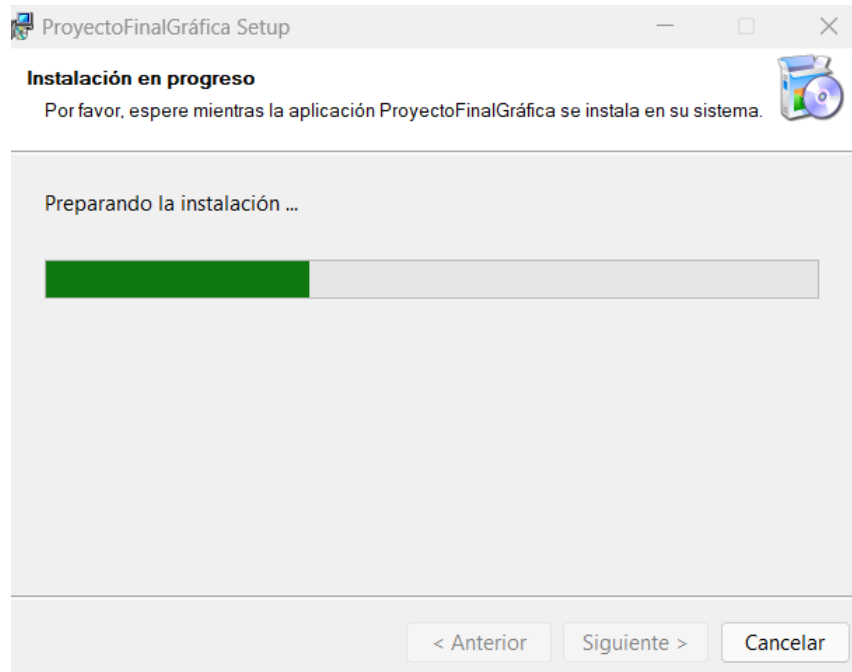 ProyectoFinalGráfica Setup
Instalación en progreso
Por favor, espere mientras la aplicación ProyectoFinalGráfica se instala en su sistema.
Preparando la instalación ...
< Anterior
Siguiente >
Cancelar